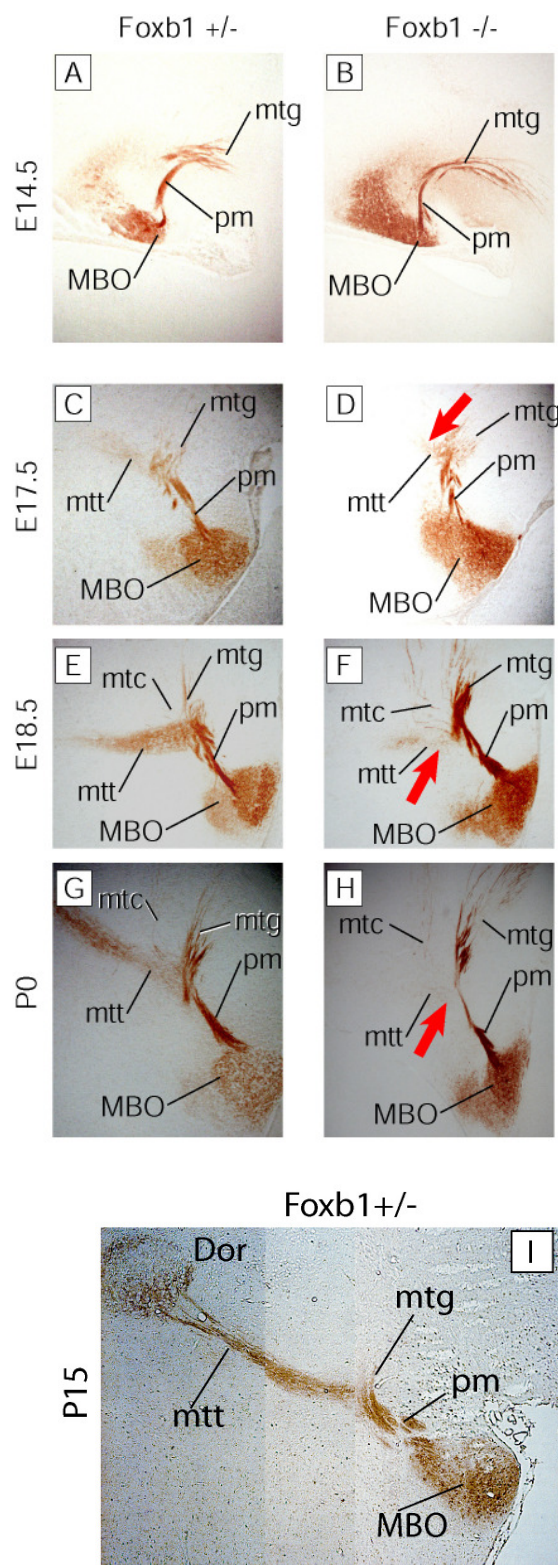 Foxb1 +/-
Foxb1 -/-
E14.5
A
mtg
pm
MBO
B
mtg
pm
MBO
E17.5
C
mtg
mtt
pm
MBO
D
mtg
mtt
pm
MBO
E18.5
E
mtg
mtc
pm
mtt
MBO
F
mtg
mtc
pm
mtt
MBO
P0
G
mtc
mtg
pm
mtt
MBO
H
mtc
mtg
pm
mtt
MBO
Foxb1+/-
P15
I
Dor
mtg
pm
mtt
MBO